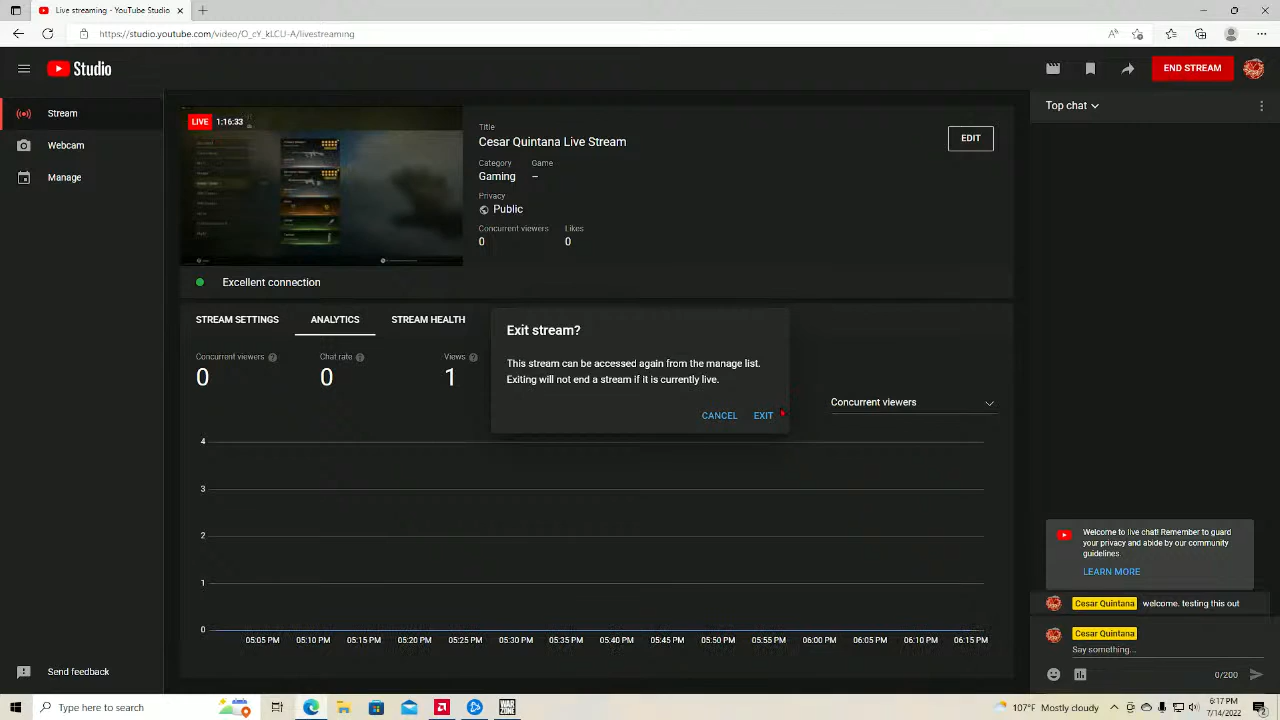 Live streaming - YouTube Studio
https://studio.youtube.com/video/O_cY_kLCU-A/livestreaming
Studio
END STREAM
Stream
Webcam
Manage
Send feedback
LIVE 1:16:33
Title
Cesar Quintana Live Stream
EDIT
Category Game
Gaming –
Privacy
Public
Concurrent viewers Likes
0 0
Excellent connection
STREAM SETTINGS ANALYTICS STREAM HEALTH
Concurrent viewers Chat rate Views
0 0 1
Exit stream?
This stream can be accessed again from the manage list.
Exiting will not end a stream if it is currently live.
CANCEL EXIT
Concurrent viewers
4
3
2
1
0
05:05 PM 05:10 PM 05:15 PM 05:20 PM 05:25 PM 05:30 PM 05:35 PM 05:40 PM 05:45 PM 05:50 PM 05:55 PM 06:00 PM 06:05 PM 06:10 PM 06:15 PM
Top chat
Welcome to live chat! Remember to guard
your privacy and abide by our community
guidelines.
LEARN MORE
Cesar Quintana welcome. testing this out
Cesar Quintana
Say something...
0/200
Type here to search
WAR
ZONE
107°F Mostly cloudy
6:17 PM
7/14/2022